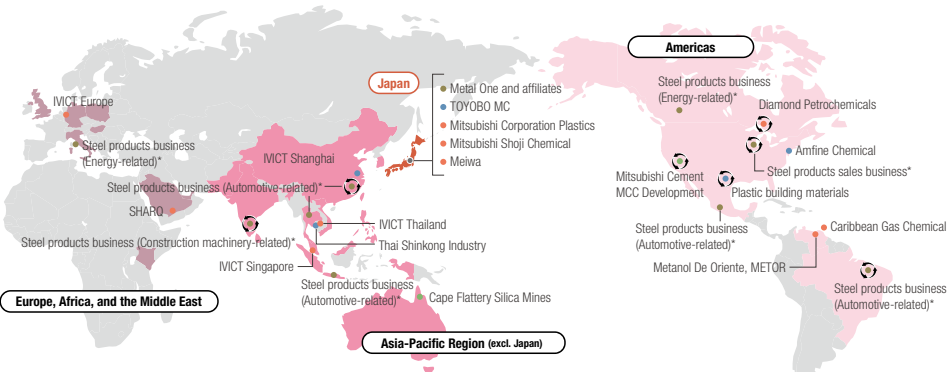 IVICT Europe
Steel products business
(Energy-related)*
SHARQ
Europe, Africa, and the Middle East
Japan
Metal One and affiliates
TOYOBO MC
Mitsubishi Corporation Plastics
Mitsubishi Shoji Chemical
Meiwa
IVICT Shanghai
Steel products business (Automotive-related)*
Steel products business (Construction machinery-related)*
IVICT Thailand
Thai Shinkong Industry
IVICT Singapore
Steel products business
(Automotive-related)*
Cape Flattery Silica Mines
Asia-Pacific Region (excl. Japan)
Americas
Steel products business
(Energy-related)*
Diamond Petrochemicals
Amfine Chemical
Steel products sales business*
Mitsubishi Cement
MCC Development
Plastic building materials
Steel products business
(Automotive-related)*
Caribbean Gas Chemical
Metanol De Oriente, METOR
Steel products business
(Automotive-related)*